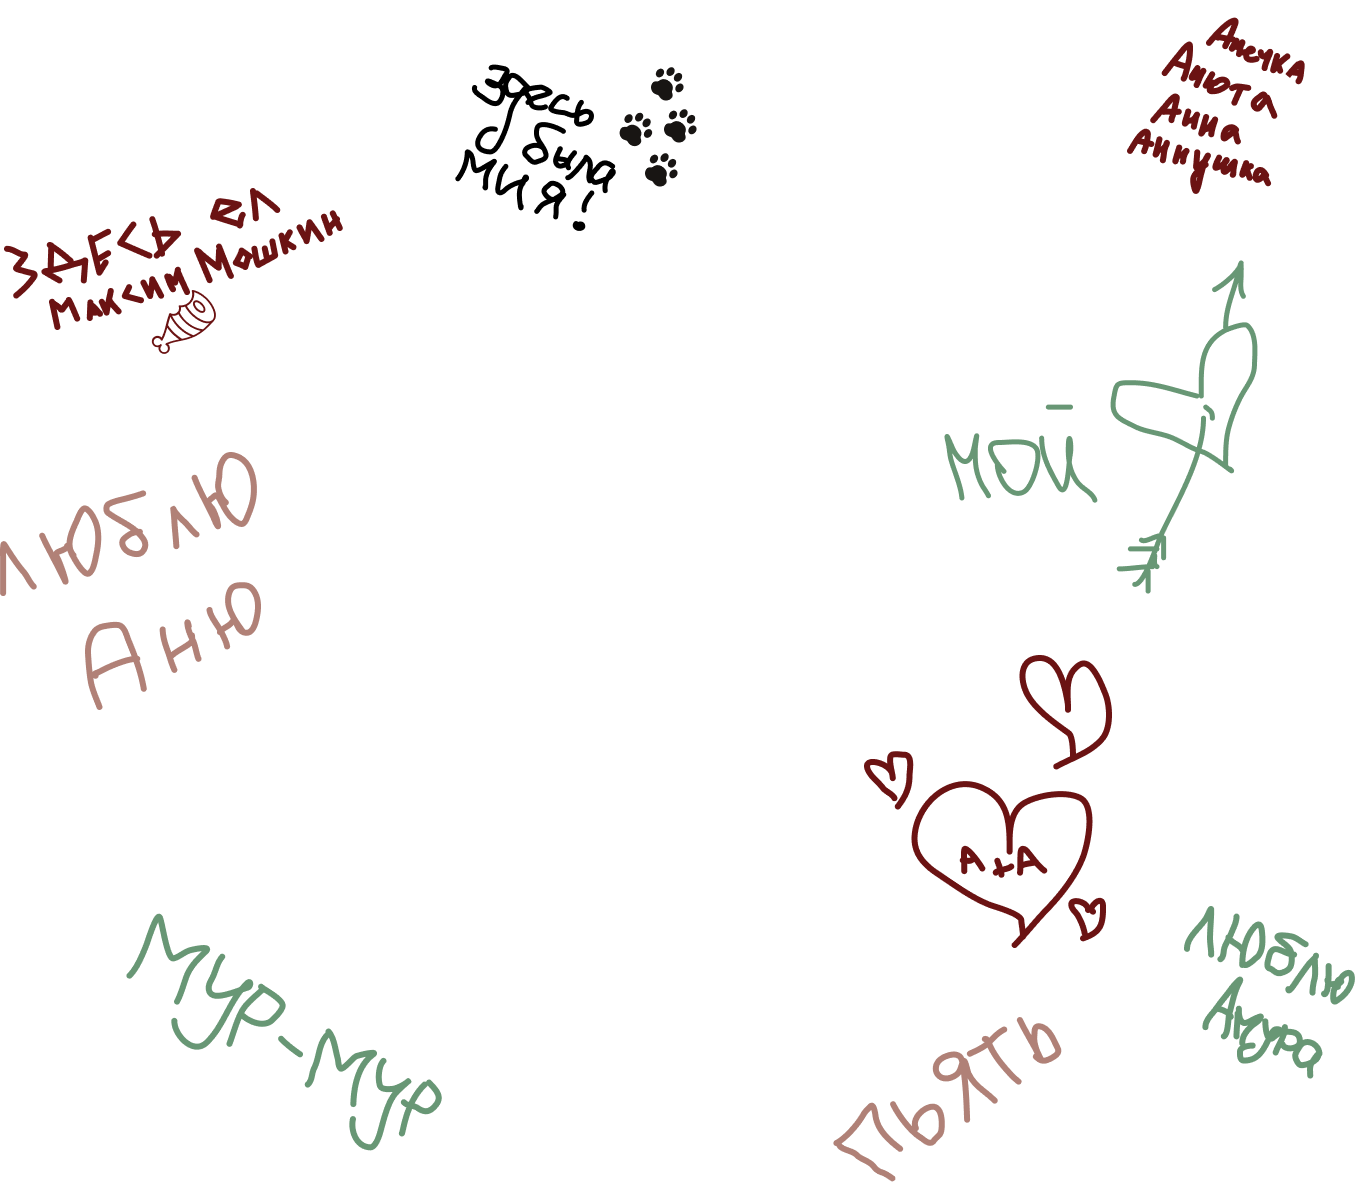 Здесь
была
МИЯ!
Анечка
Анюта
Анна
Аннушка
ЗДЕСЬ ЕЛ
Максим Мошкин
МОЙ
люблю
Аню
А+А
Мур-мур
люблю
Амура
ПЬЯТЬ